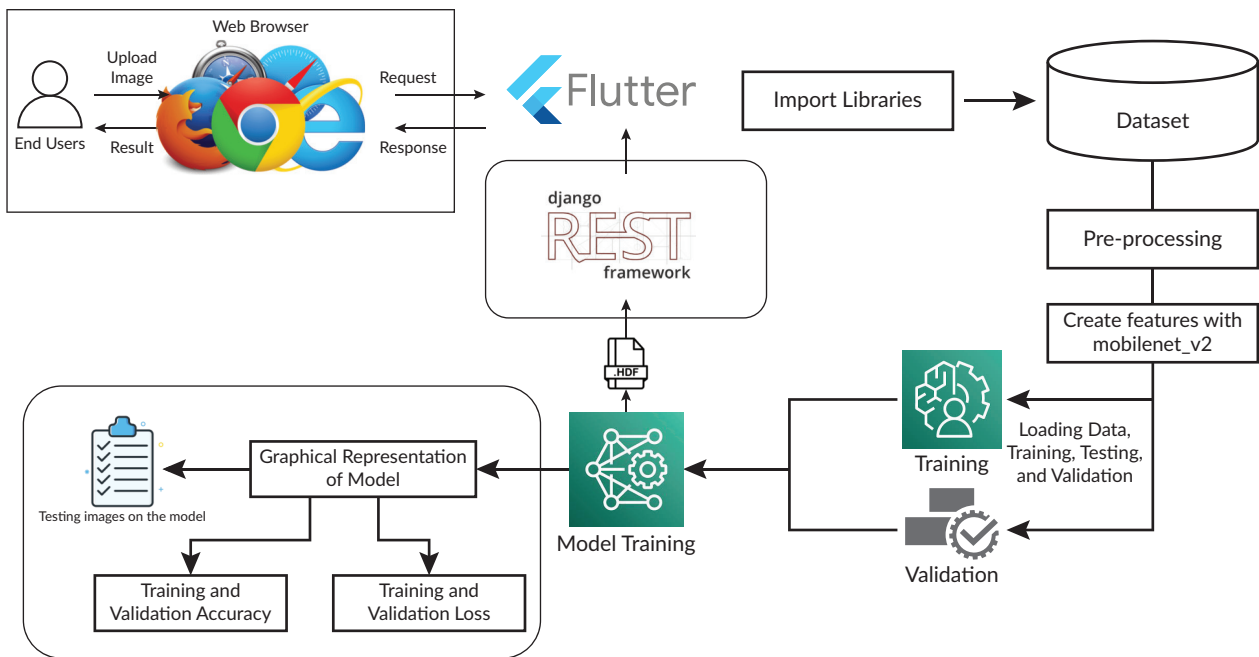 Web Browser
Upload
Image
End Users
Result
Request
Response
Flutter
Import Libraries
Dataset
django
REST
framework
Pre-processing
Create features with
mobilenet_v2
.HDF
Training
Loading Data,
Training, Testing,
and Validation
Validation
Model Training
Graphical Representation
of Model
Testing images on the model
Training and
Validation Accuracy
Training and
Validation Loss